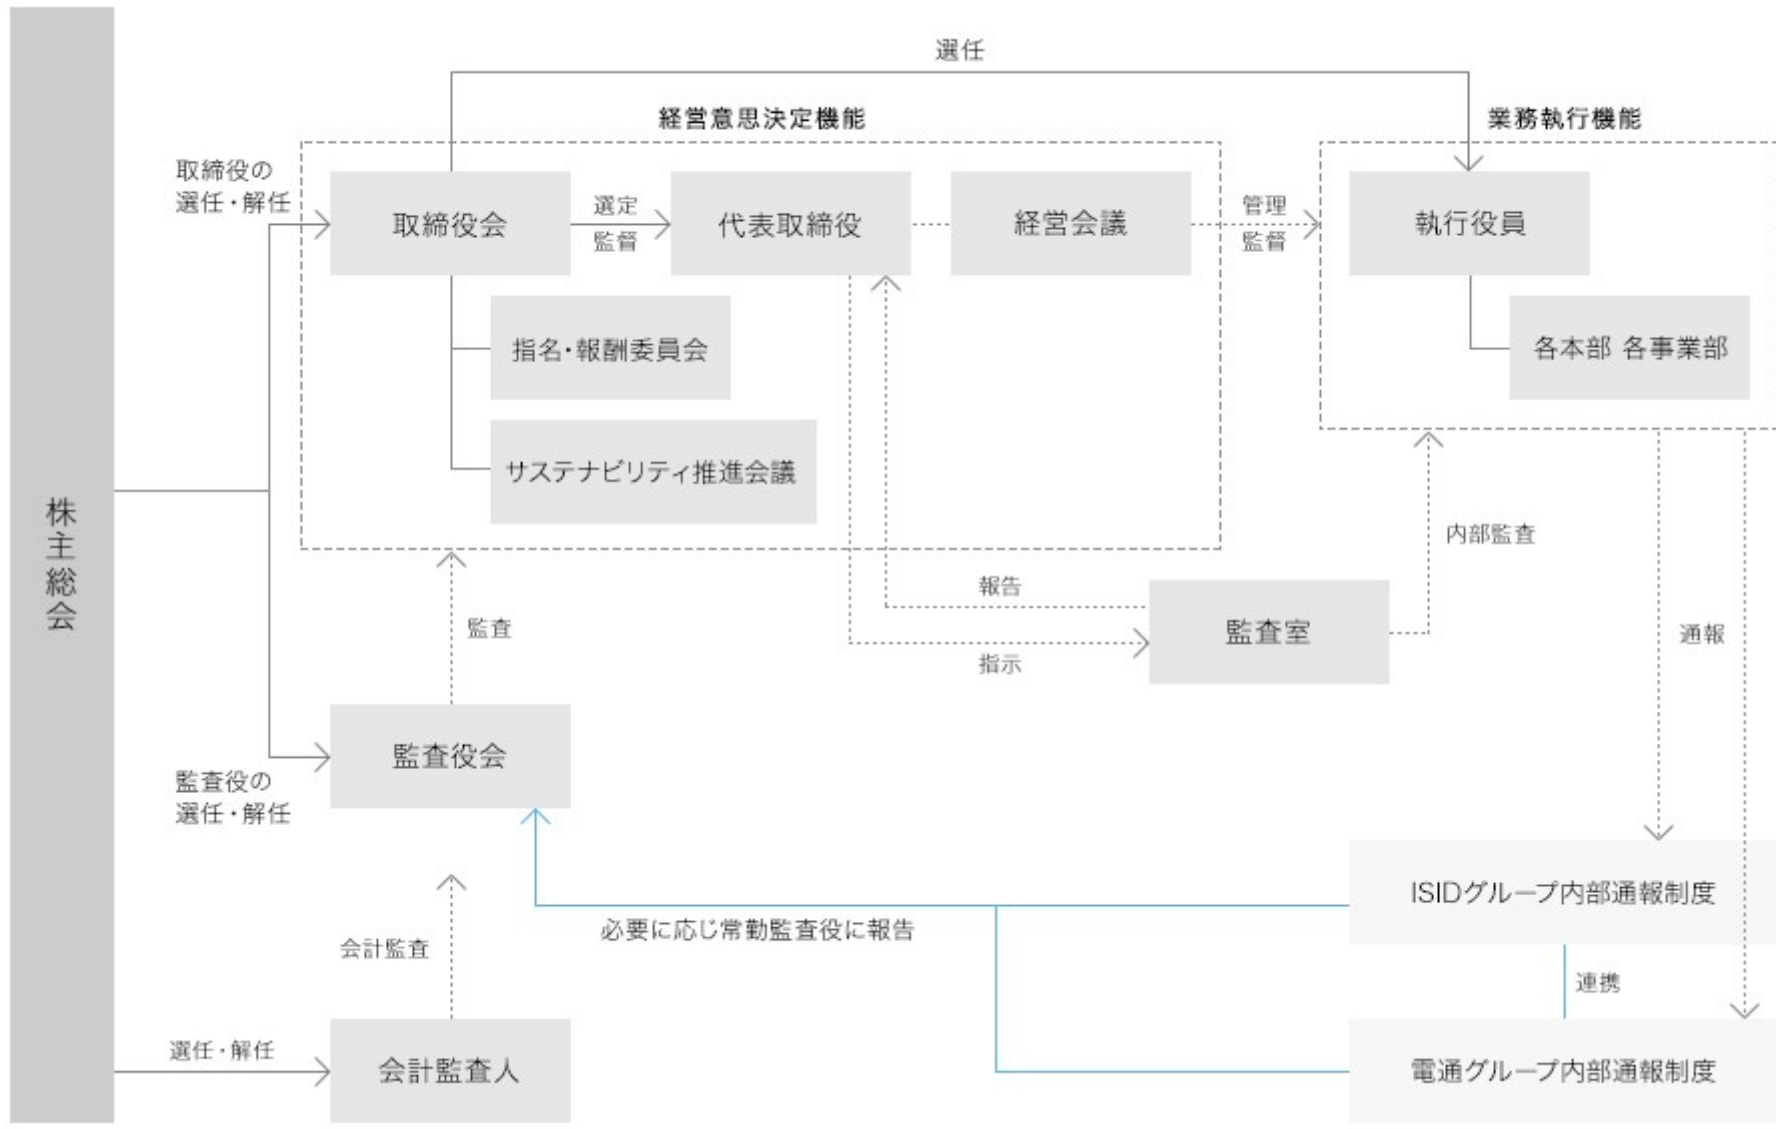 選任
経営意思決定機能
業務執行機能
取締役の
選任・解任
取締役会
選定
監督
代表取締役
経営会議
管理
監督
執行役員
指名・報酬委員会
各本部 各事業部
サステナビリティ推進会議
株主総会
内部監査
報告
監査
監査室
指示
通報
監査役会
監査役の
選任・解任
ISIDグループ内部通報制度
必要に応じ常勤監査役に報告
会計監査
連携
選任・解任
会計監査人
電通グループ内部通報制度